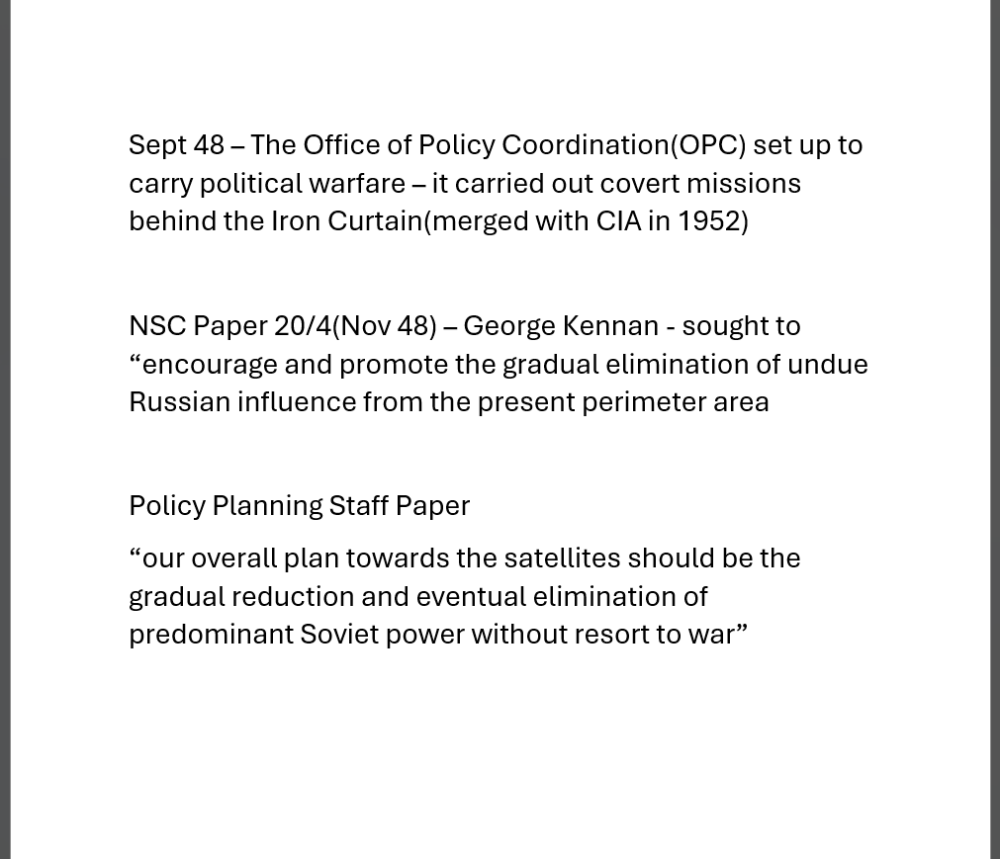 Sept 48 – The Office of Policy Coordination(OPC) set up to
carry political warfare – it carried out covert missions
behind the Iron Curtain(merged with CIA in 1952)
NSC Paper 20/4(Nov 48) – George Kennan - sought to
“encourage and promote the gradual elimination of undue
Russian influence from the present perimeter area
Policy Planning Staff Paper
“our overall plan towards the satellites should be the
gradual reduction and eventual elimination of
predominant Soviet power without resort to war”